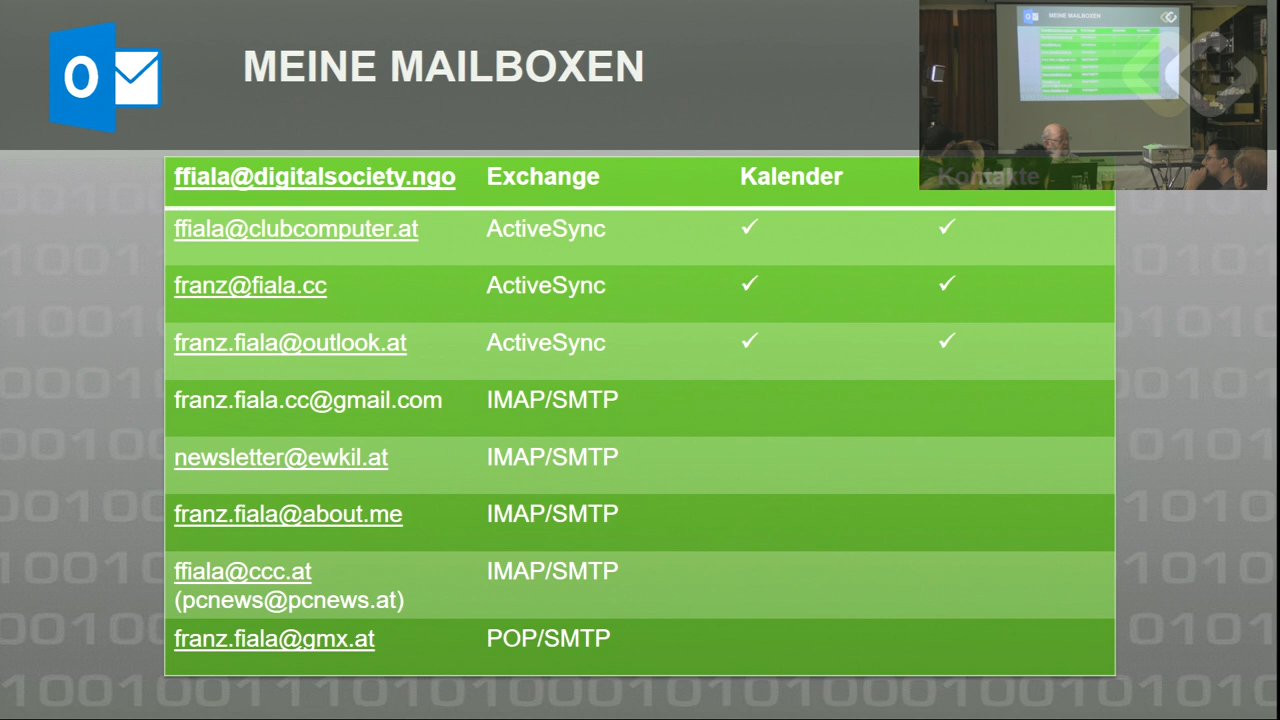 MEINE MAILBOXEN
ffiala@digitalsociety.ngo Exchange Kalender Kontakte
ffiala@clubcomputer.at ActiveSync ✓ ✓
franz@fiala.cc ActiveSync ✓ ✓
franz.fiala@outlook.at ActiveSync ✓ ✓
franz.fiala.cc@gmail.com IMAP/SMTP
newsletter@ewkil.at IMAP/SMTP
franz.fiala@about.me IMAP/SMTP
ffiala@ccc.at IMAP/SMTP
(pcnews@pcnews.at)
franz.fiala@gmx.at POP/SMTP
MEINE MAILBOXEN